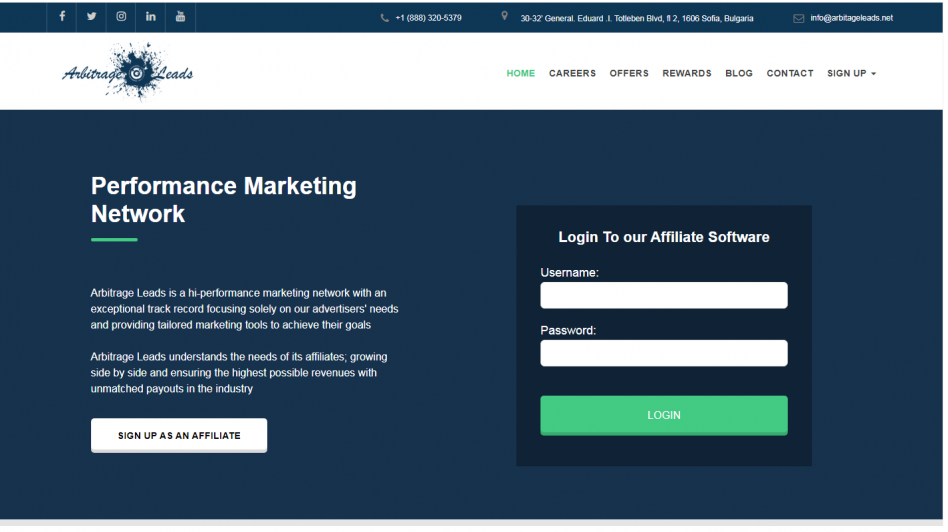 +1 (888) 320-5379
30-32' General. Eduard .I. Totleben Blvd, fl 2, 1606 Sofia, Bulgaria
info@arbitageleads.net
Arbitrage Leads
HOME CAREERS OFFERS REWARDS BLOG CONTACT SIGN UP
Performance Marketing
Network
Arbitrage Leads is a hi-performance marketing network with an
exceptional track record focusing solely on our advertisers' needs
and providing tailored marketing tools to achieve their goals
Arbitrage Leads understands the needs of its affiliates; growing
side by side and ensuring the highest possible revenues with
unmatched payouts in the industry
SIGN UP AS AN AFFILIATE
Login To our Affiliate Software
Username:
Password:
LOGIN